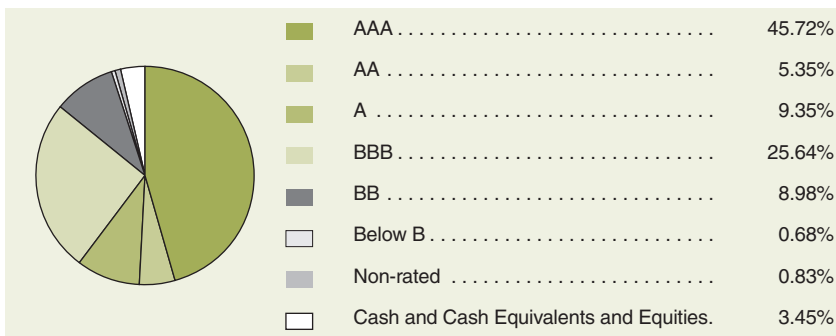 AAA . . . . . . . . . . . . . . . . . . . . . . . . . . . . . . 45.72%
AA . . . . . . . . . . . . . . . . . . . . . . . . . . . . . . . 5.35%
A . . . . . . . . . . . . . . . . . . . . . . . . . . . . . . . 9.35%
BBB . . . . . . . . . . . . . . . . . . . . . . . . . . . . . . 25.64%
BB . . . . . . . . . . . . . . . . . . . . . . . . . . . . . . . 8.98%
Below B . . . . . . . . . . . . . . . . . . . . . . . . . . . 0.68%
Non-rated . . . . . . . . . . . . . . . . . . . . . . . . . 0.83%
Cash and Cash Equivalents and Equities. 3.45%